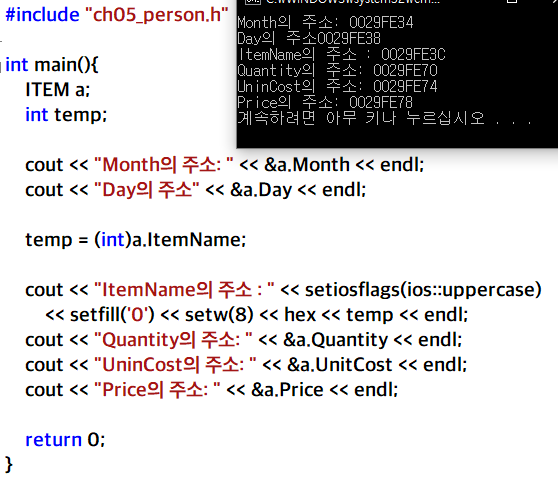 #include "ch05_person.h"
int main(){
ITEM a;
int temp;
cout << "Month의 주소: " << &a.Month << endl;
cout << "Day의 주소" << &a.Day << endl;
temp = (int)a.ItemName;
cout << "ItemName의 주소 : " << setiosflags(ios::uppercase)
<< setfill('0') << setw(8) << hex << temp << endl;
cout << "Quantity의 주소: " << &a.Quantity << endl;
cout << "UninCost의 주소: " << &a.UnitCost << endl;
cout << "Price의 주소: " << &a.Price << endl;
return 0;
}
Month의 주소: 0029FE34
Day의 주소0029FE38
ItemName의 주소 : 0029FE3C
Quantity의 주소: 0029FE70
UninCost의 주소: 0029FE74
Price의 주소: 0029FE78
계속하려면 아무 키나 누르십시오 . . .